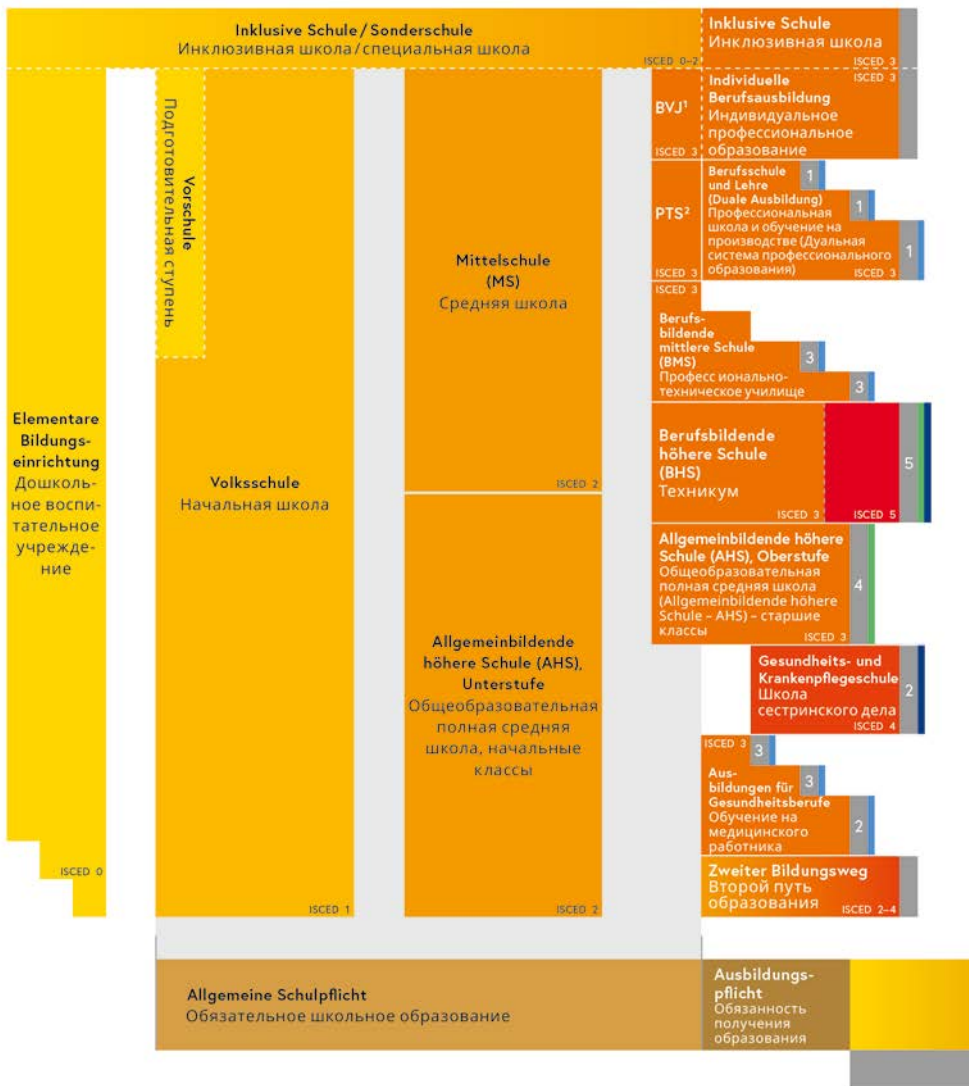 Inklusive Schule / Sonderschule
Инклюзивная школа / специальная школа
ISCED 0–2
Inklusive Schule
Инклюзивная школа
ISCED 3
Elementare
Bildungs-
einrichtung
Дошколь-
ное воспи-
тательное
учрежде-
ние
ISCED 0
Vorschule
Подготовительная ступень
Volksschule
Начальная школа
ISCED 1
Mittelschule
(MS)
Средняя школа
ISCED 2
Allgemeinbildende
höhere Schule (AHS),
Unterstufe
Общеобразовательная
полная средняя
школа, начальные
классы
ISCED 2
BVJ¹
ISCED 3
ISCED 3
Individuelle
Berufsausbildung
Индивидуальное
профессиональное
образование
PTS²
ISCED 3
Berufsschule
und Lehre
(Duale Ausbildung)
Профессиональная
школа и обучение на
производстве (Дуальная
система профессионального
образования)
ISCED 3
1
1
1
ISCED 3
Berufs-
bildende
mittlere Schule
(BMS)
Професс ионально-
техническое училище
3
3
Berufsbildende
höhere Schule
(BHS)
Техникум
ISCED 3
ISCED 5
5
Allgemeinbildende höhere
Schule (AHS), Oberstufe
Общеобразовательная
полная средняя школа
(Allgemeinbildende höhere
Schule – AHS) – старшие
классы
ISCED 3
4
Gesundheits- und
Krankenpflegeschule
Школа
сестринского дела
ISCED 4
2
ISCED 3
3
Aus-
bildungen für
Gesundheitsberufe
Обучение на
медицинского
работника
3
2
Zweiter Bildungsweg
Второй путь
образования
ISCED 2–4
Allgemeine Schulpflicht
Обязательное школьное образование
Ausbildungs-
pflicht
Обязанность
получения
образования